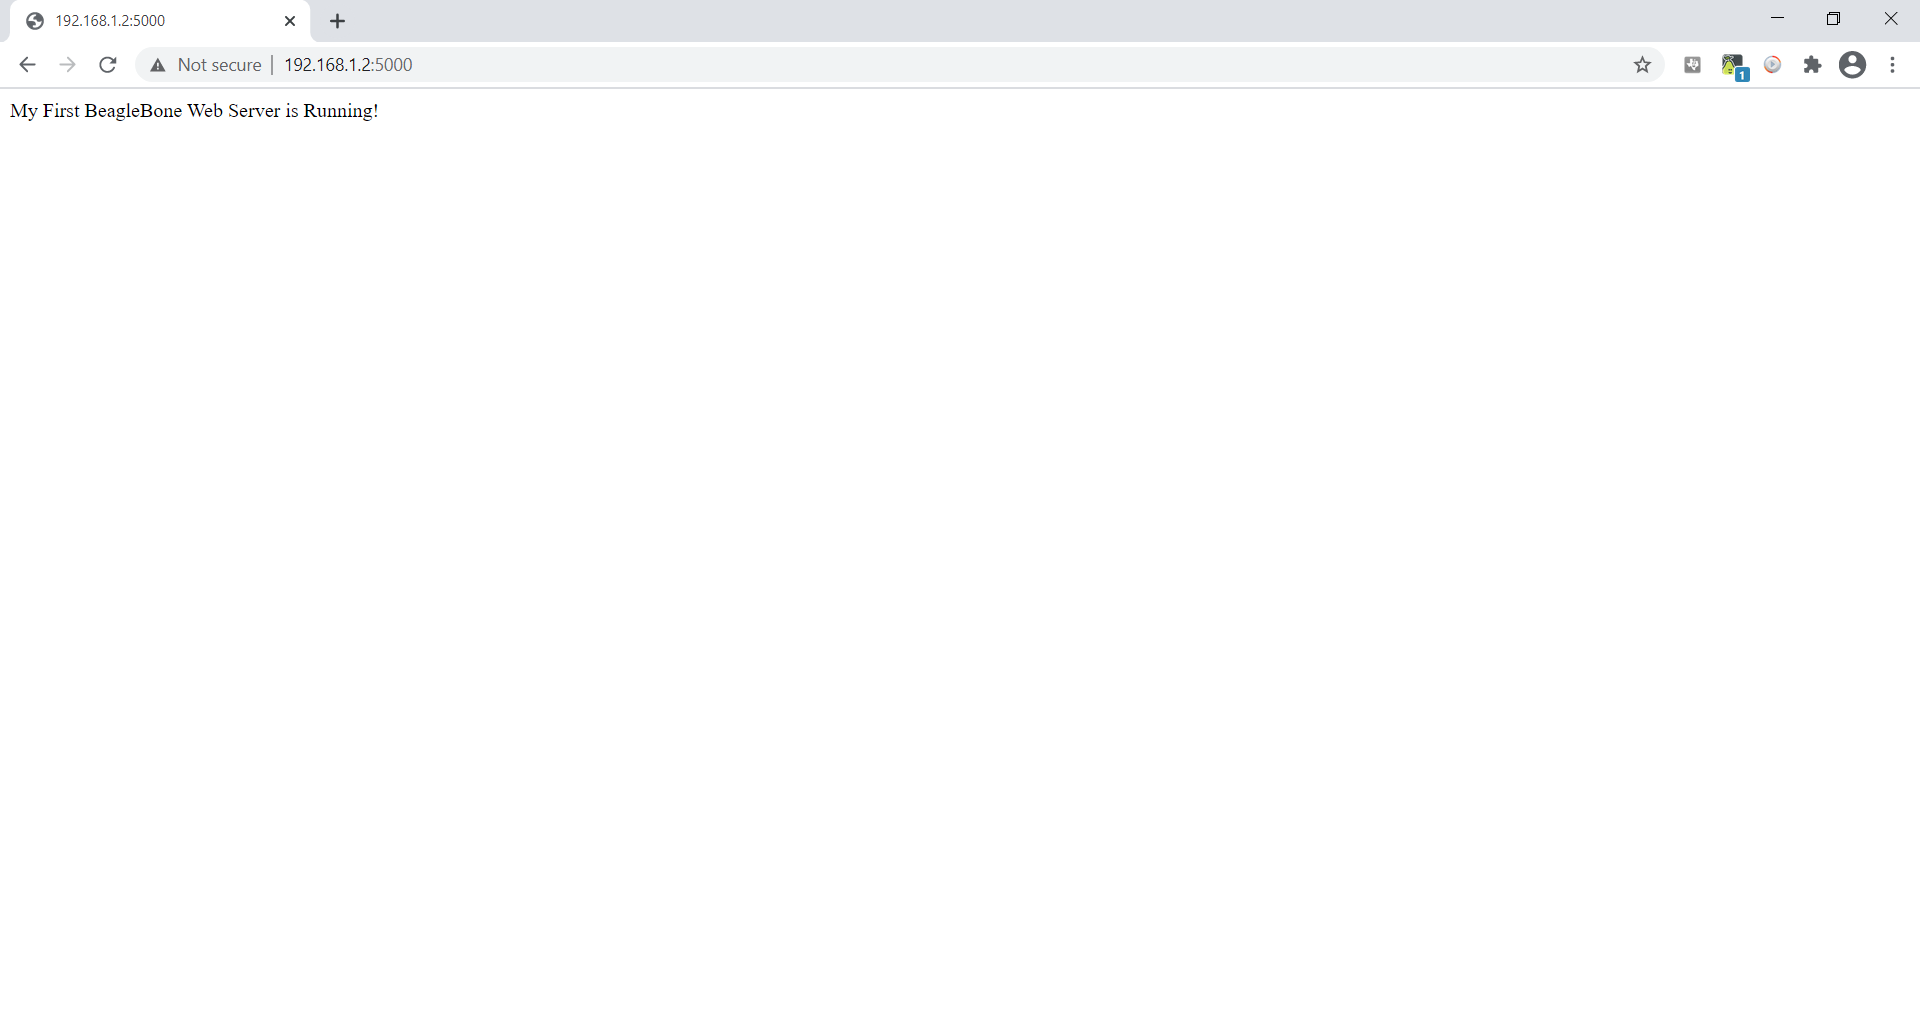 192.168.1.2:5000
Not secure 192.168.1.2:5000
1
My First BeagleBone Web Server is Running!